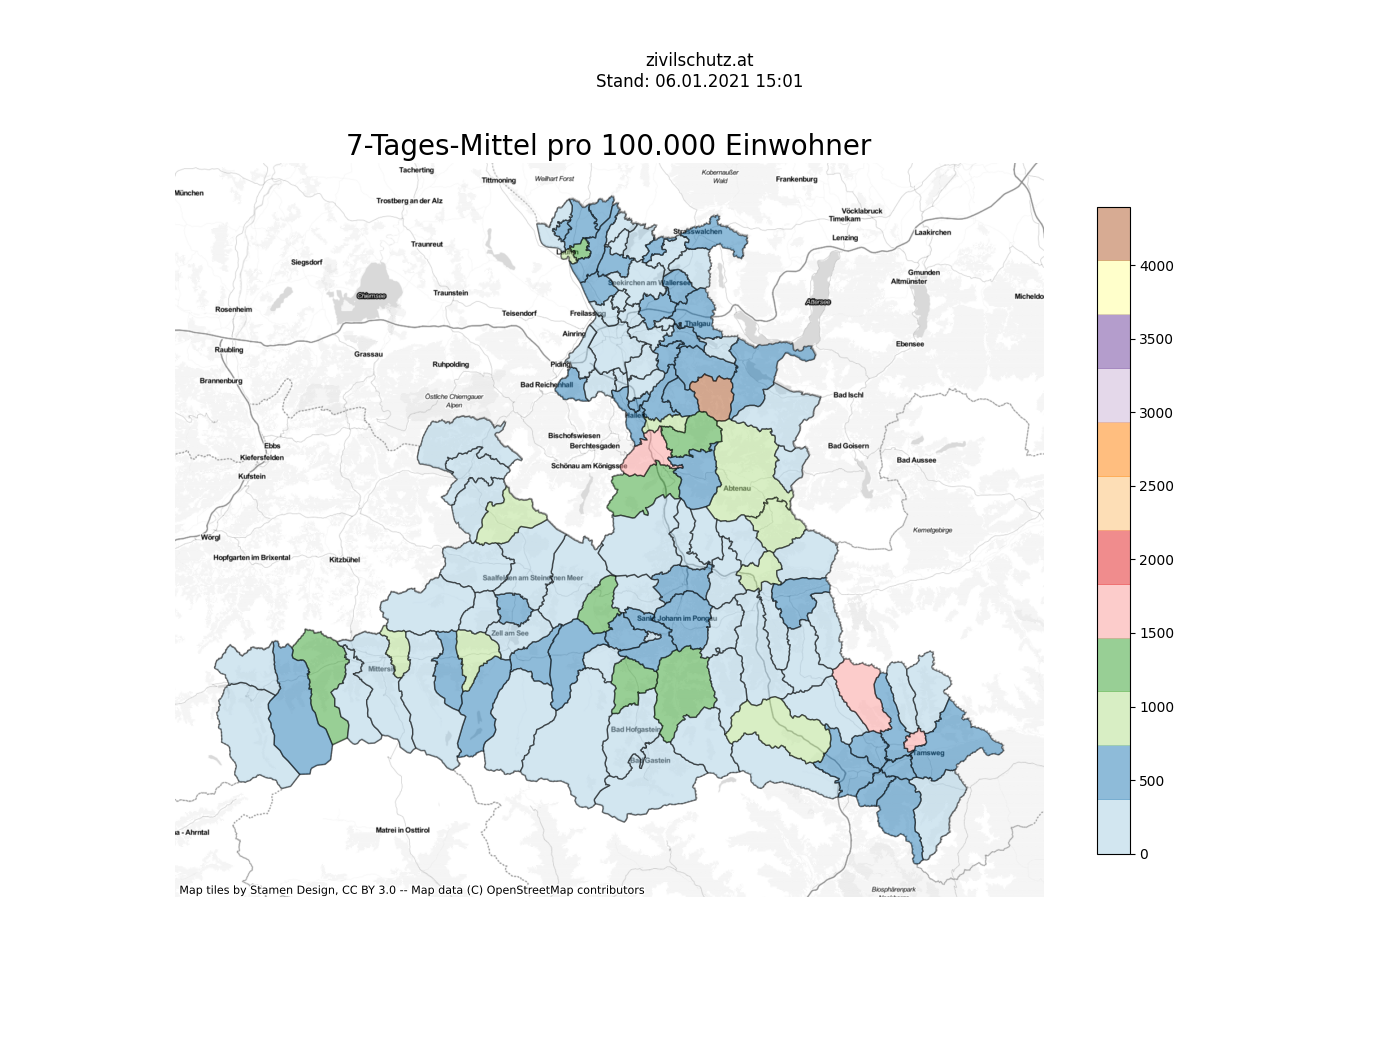 zivilschutz.at
Stand: 06.01.2021 15:01
7-Tages-Mittel pro 100.000 Einwohner
Tacherting
Tittmoning
Weilhart Forst
Kobernaußer
Wald
Frankenburg
München
Trostberg an der Alz
Vöcklabruck
Timelkam
Laakirchen
Lenzing
Traunreut
Siegsdorf
Strasswalchen
Gmunden
Altmünster
Seekirchen am Wallersee
Chiemsee
Traunstein
Attersee
Micheldo
Rosenheim
Teisendorf
Freilassing
Thalgau
Ainring
Ebensee
Raubling
Grassau
Ruhpolding
Piding
Brannenburg
Bad Reichenhall
Östliche Chiemgauer
Alpen
Bad Ischl
Hallein
Ebbs
Kiefersfelden
Bischofswiesen
Berchtesgaden
Bad Goisern
Bad Aussee
Schönau am Königssee
Kufstein
Abtenau
Wörgl
Kemetgebirge
Hopfgarten im Brixental
Kitzbühel
Saalfelden am Steinernen Meer
Sankt Johann im Pongau
Zell am See
Mittersill
Bad Hofgastein
Bad Gastein
Tamsweg
Matrei in Osttirol
na - Ahrntal
Biosphärenpark
Map tiles by Stamen Design, CC BY 3.0 -- Map data (C) OpenStreetMap contributors
4000
3500
3000
2500
2000
1500
1000
500
0